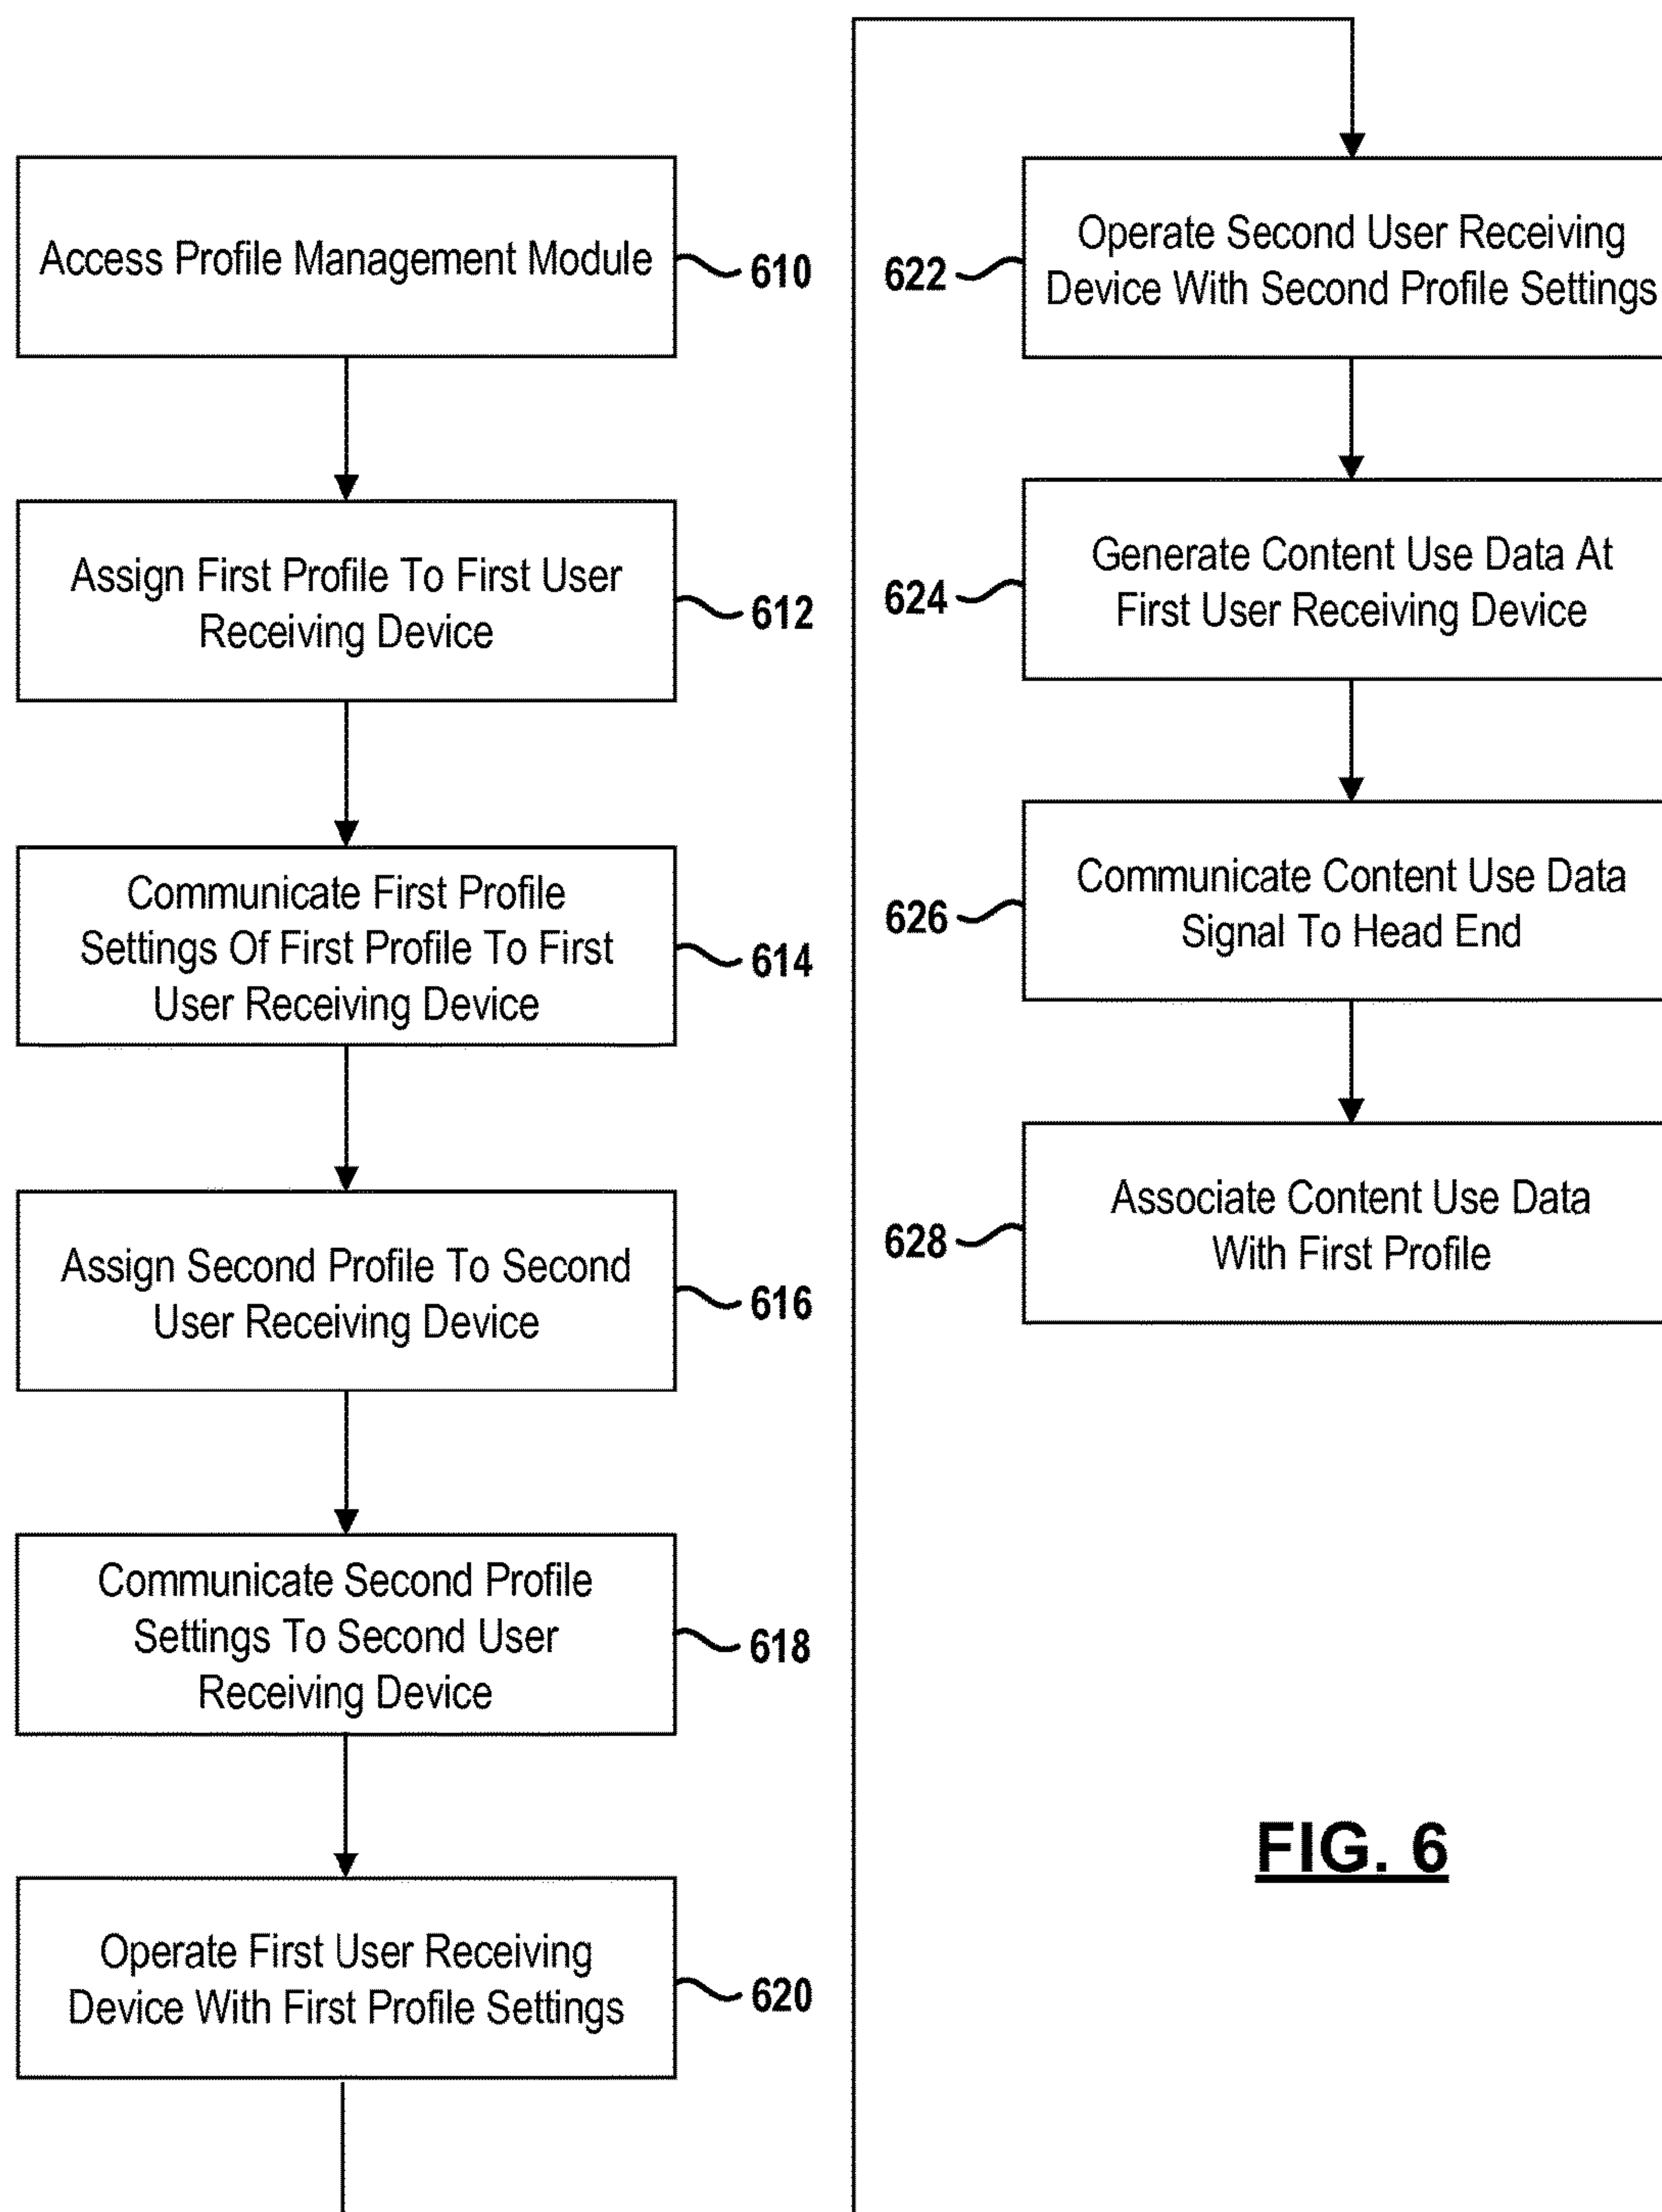 Access Profile Management Module
610
Assign First Profile To First User
Receiving Device
612
Communicate First Profile
Settings Of First Profile To First
User Receiving Device
614
Assign Second Profile To Second
User Receiving Device
616
Communicate Second Profile
Settings To Second User
Receiving Device
618
Operate First User Receiving
Device With First Profile Settings
620
Operate Second User Receiving
Device With Second Profile Settings
622
Generate Content Use Data At
First User Receiving Device
624
Communicate Content Use Data
Signal To Head End
626
Associate Content Use Data
With First Profile
628
FIG. 6